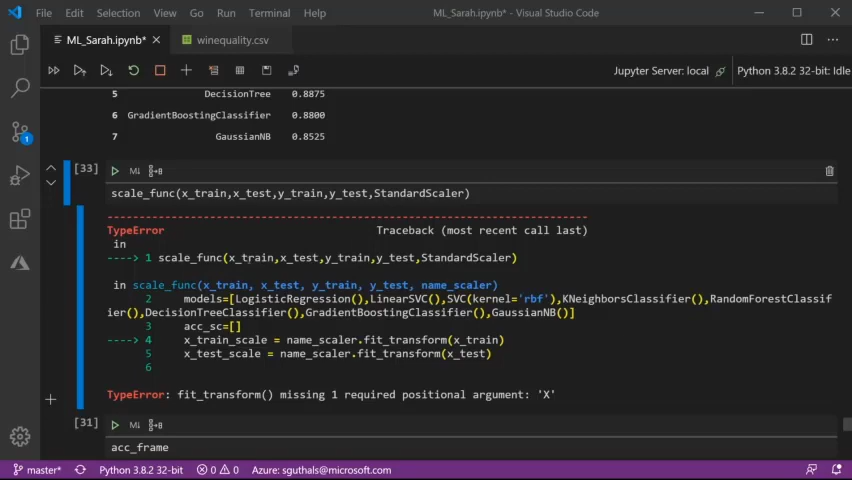 File Edit Selection View Go Run Terminal Help ML_Sarah.ipynb* - Visual Studio Code
ML_Sarah.ipynb* winequality.csv
Jupyter Server: local Python 3.8.2 32-bit: Idle
5 DecisionTree 0.8875
6 GradientBoostingClassifier 0.8800
7 GaussianNB 0.8525
[33] M↓
scale_func(x_train,x_test,y_train,y_test,StandardScaler)
---------------------------------------------------------------------------
TypeError Traceback (most recent call last)
in
----> 1 scale_func(x_train,x_test,y_train,y_test,StandardScaler)
in scale_func(x_train, x_test, y_train, y_test, name_scaler)
2 models=[LogisticRegression(),LinearSVC(),SVC(kernel='rbf'),KNeighborsClassifier(),RandomForestClassif
ier(),DecisionTreeClassifier(),GradientBoostingClassifier(),GaussianNB()]
3 acc_sc=[]
----> 4 x_train_scale = name_scaler.fit_transform(x_train)
5 x_test_scale = name_scaler.fit_transform(x_test)
6
TypeError: fit_transform() missing 1 required positional argument: 'X'
[31] M↓
acc_frame
1
master* Python 3.8.2 32-bit 0 0 Azure: sguthals@microsoft.com